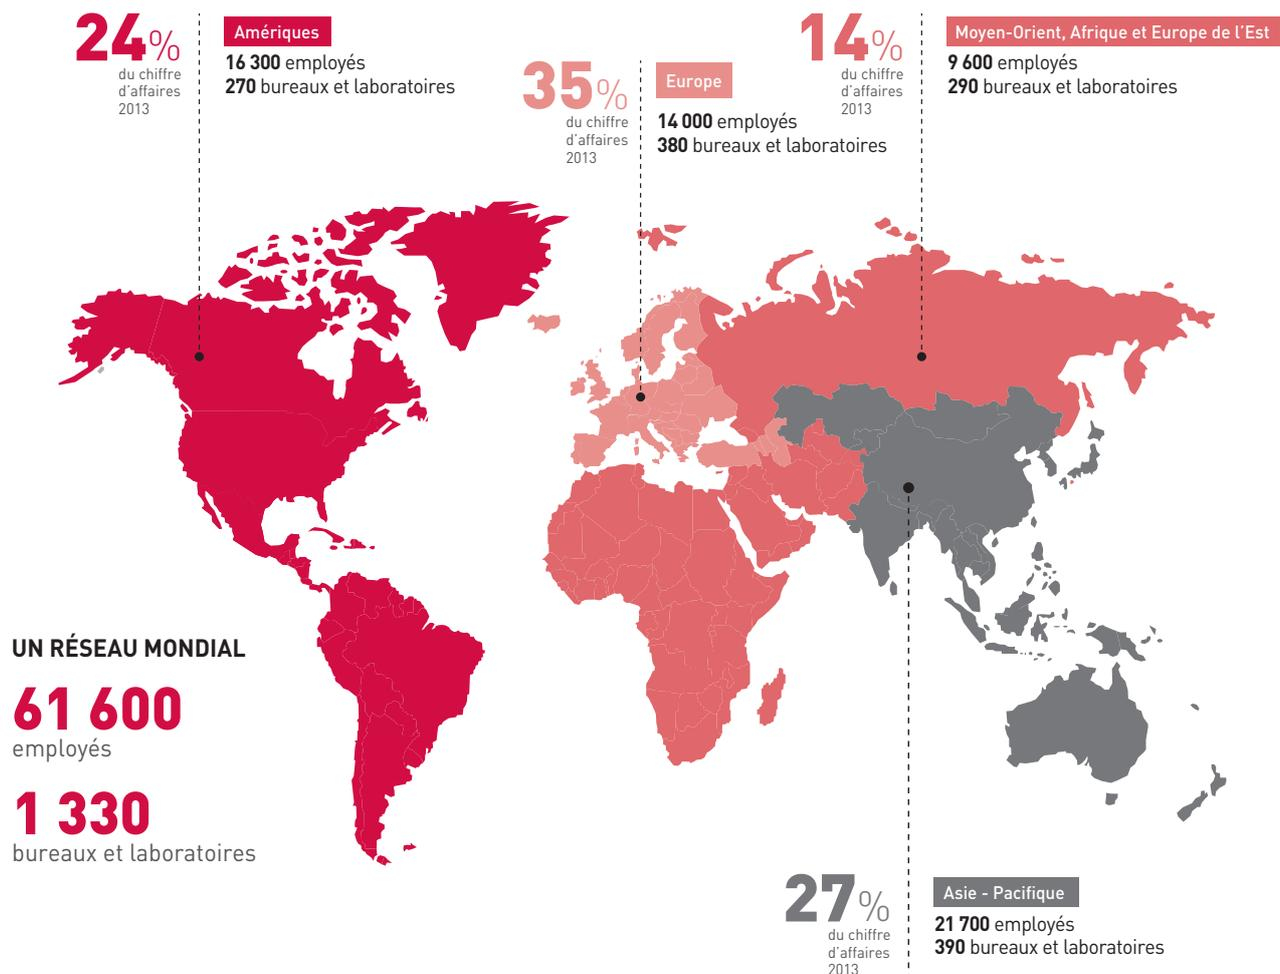 24%
du chiffre
d'affaires
2013
Amériques
16 300 employés
270 bureaux et laboratoires
35%
du chiffre
d'affaires
2013
Europe
14 000 employés
380 bureaux et laboratoires
14%
du chiffre
d'affaires
2013
Moyen-Orient, Afrique et Europe de l'Est
9 600 employés
290 bureaux et laboratoires
UN RÉSEAU MONDIAL
61 600
employés
1 330
bureaux et laboratoires
27%
du chiffre
d'affaires
2013
Asie - Pacifique
21 700 employés
390 bureaux et laboratoires